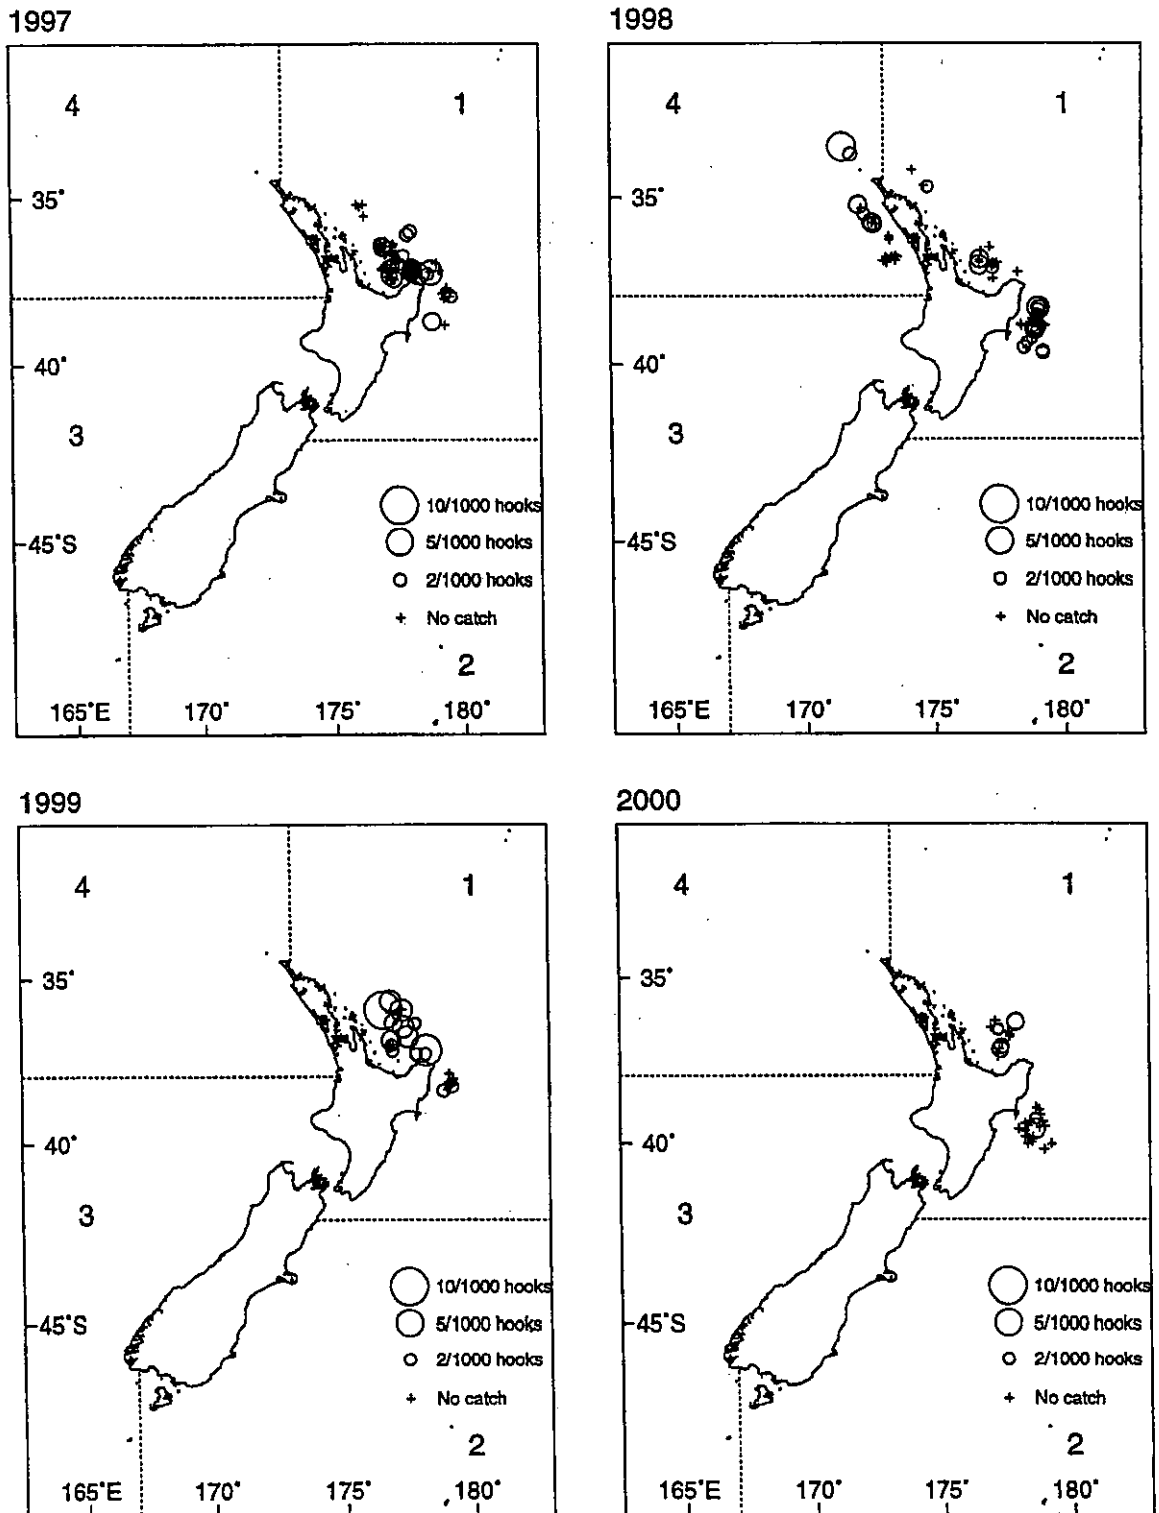 1997
4
1
35°
40°
3
45°S
10/1000 hooks
5/1000 hooks
2/1000 hooks
+ No catch
2
165°E 170° 175° 180°
1998
4
1
35°
40°
3
45°S
10/1000 hooks
5/1000 hooks
2/1000 hooks
+ No catch
2
165°E 170° 175° 180°
1999
4
1
35°
40°
3
45°S
10/1000 hooks
5/1000 hooks
2/1000 hooks
+ No catch
2
165°E 170° 175° 180°
2000
4
1
35°
40°
3
45°S
10/1000 hooks
5/1000 hooks
2/1000 hooks
+ No catch
2
165°E 170° 175° 180°